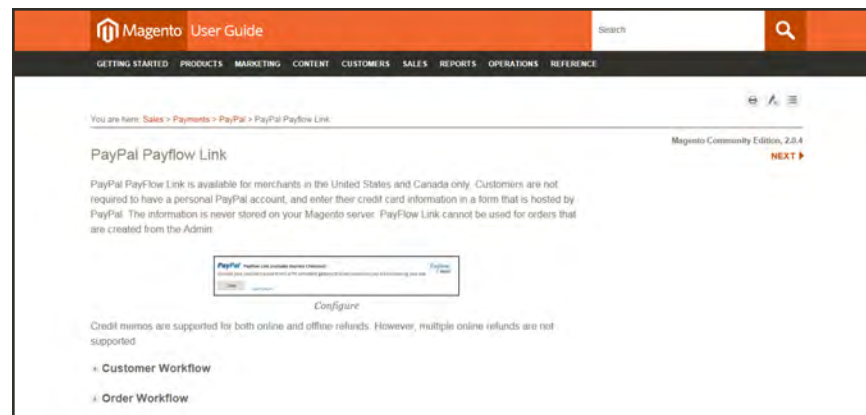 Magento User Guide
Search
GETTING STARTED PRODUCTS MARKETING CONTENT CUSTOMERS SALES REPORTS OPERATIONS REFERENCE
You are here: Sales > Payments > PayPal > PayPal Payflow Link
Magento Community Edition, 2.0.4
NEXT
PayPal Payflow Link
PayPal PayFlow Link is available for merchants in the United States and Canada only. Customers are not
required to have a personal PayPal account, and enter their credit card information in a form that is hosted by
PayPal. The information is never stored on your Magento server. PayFlow Link cannot be used for orders that
are created from the Admin.
PayPal
Configure
Credit memos are supported for both online and offline refunds. However, multiple online refunds are not
supported.
Customer Workflow
Order Workflow